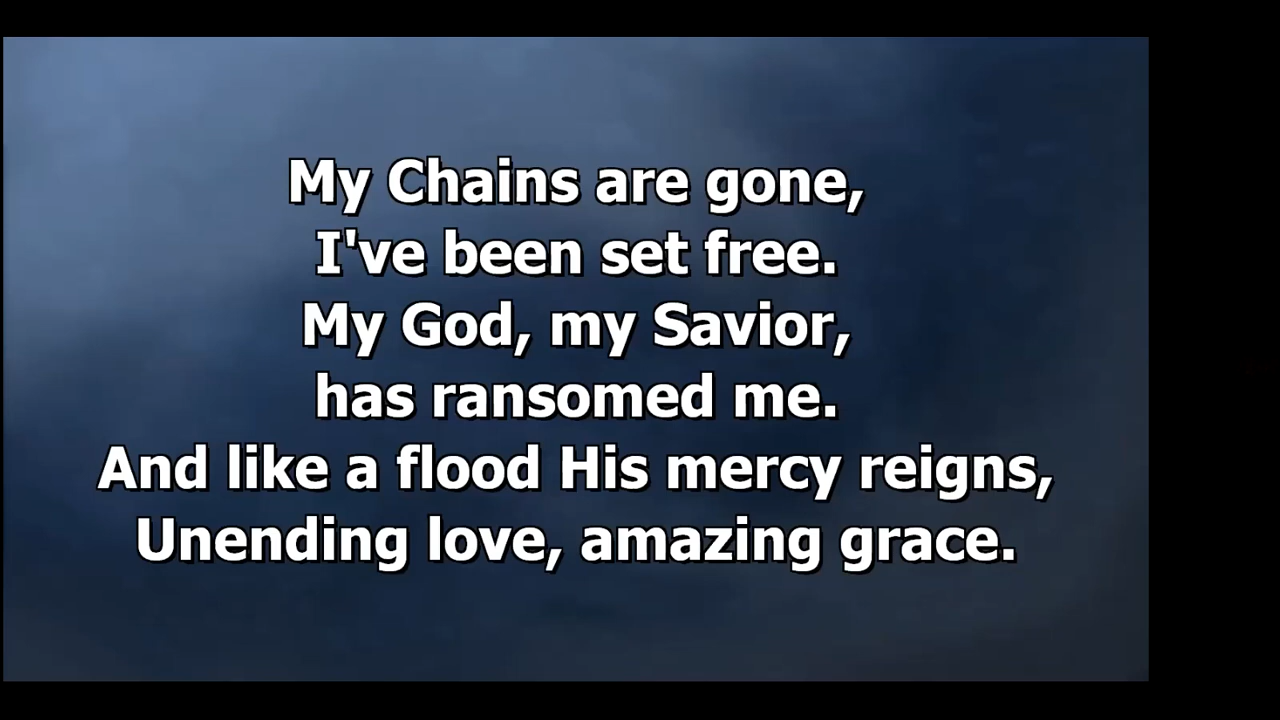 My Chains are gone,
I've been set free.
My God, my Savior,
has ransomed me.
And like a flood His mercy reigns,
Unending love, amazing grace.